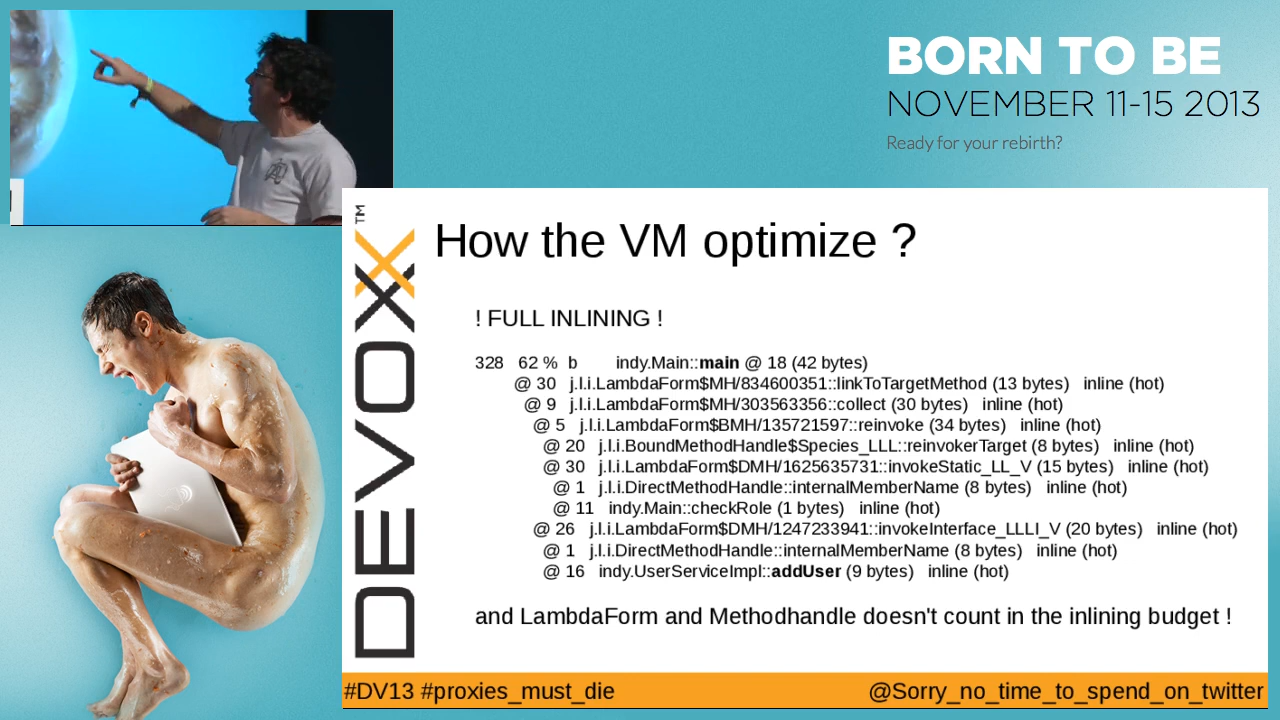 BORN TO BE
NOVEMBER 11-15 2013
Ready for your rebirth?
DEVOXX™
How the VM optimize ?
! FULL INLINING !
328 62 % b indy.Main::main @ 18 (42 bytes)
@ 30 j.l.i.LambdaForm$MH/834600351::linkToTargetMethod (13 bytes) inline (hot)
@ 9 j.l.i.LambdaForm$MH/303563356::collect (30 bytes) inline (hot)
@ 5 j.l.i.LambdaForm$BMH/135721597::reinvoke (34 bytes) inline (hot)
@ 20 j.l.i.BoundMethodHandle$Species_LLL::reinvokerTarget (8 bytes) inline (hot)
@ 30 j.l.i.LambdaForm$DMH/1625635731::invokeStatic_LL_V (15 bytes) inline (hot)
@ 1 j.l.i.DirectMethodHandle::internalMemberName (8 bytes) inline (hot)
@ 11 indy.Main::checkRole (1 bytes) inline (hot)
@ 26 j.l.i.LambdaForm$DMH/1247233941::invokeInterface_LLLI_V (20 bytes) inline (hot)
@ 1 j.l.i.DirectMethodHandle::internalMemberName (8 bytes) inline (hot)
@ 16 indy.UserServiceImpl::addUser (9 bytes) inline (hot)
and LambdaForm and Methodhandle doesn't count in the inlining budget !
#DV13 #proxies_must_die
@Sorry_no_time_to_spend_on_twitter